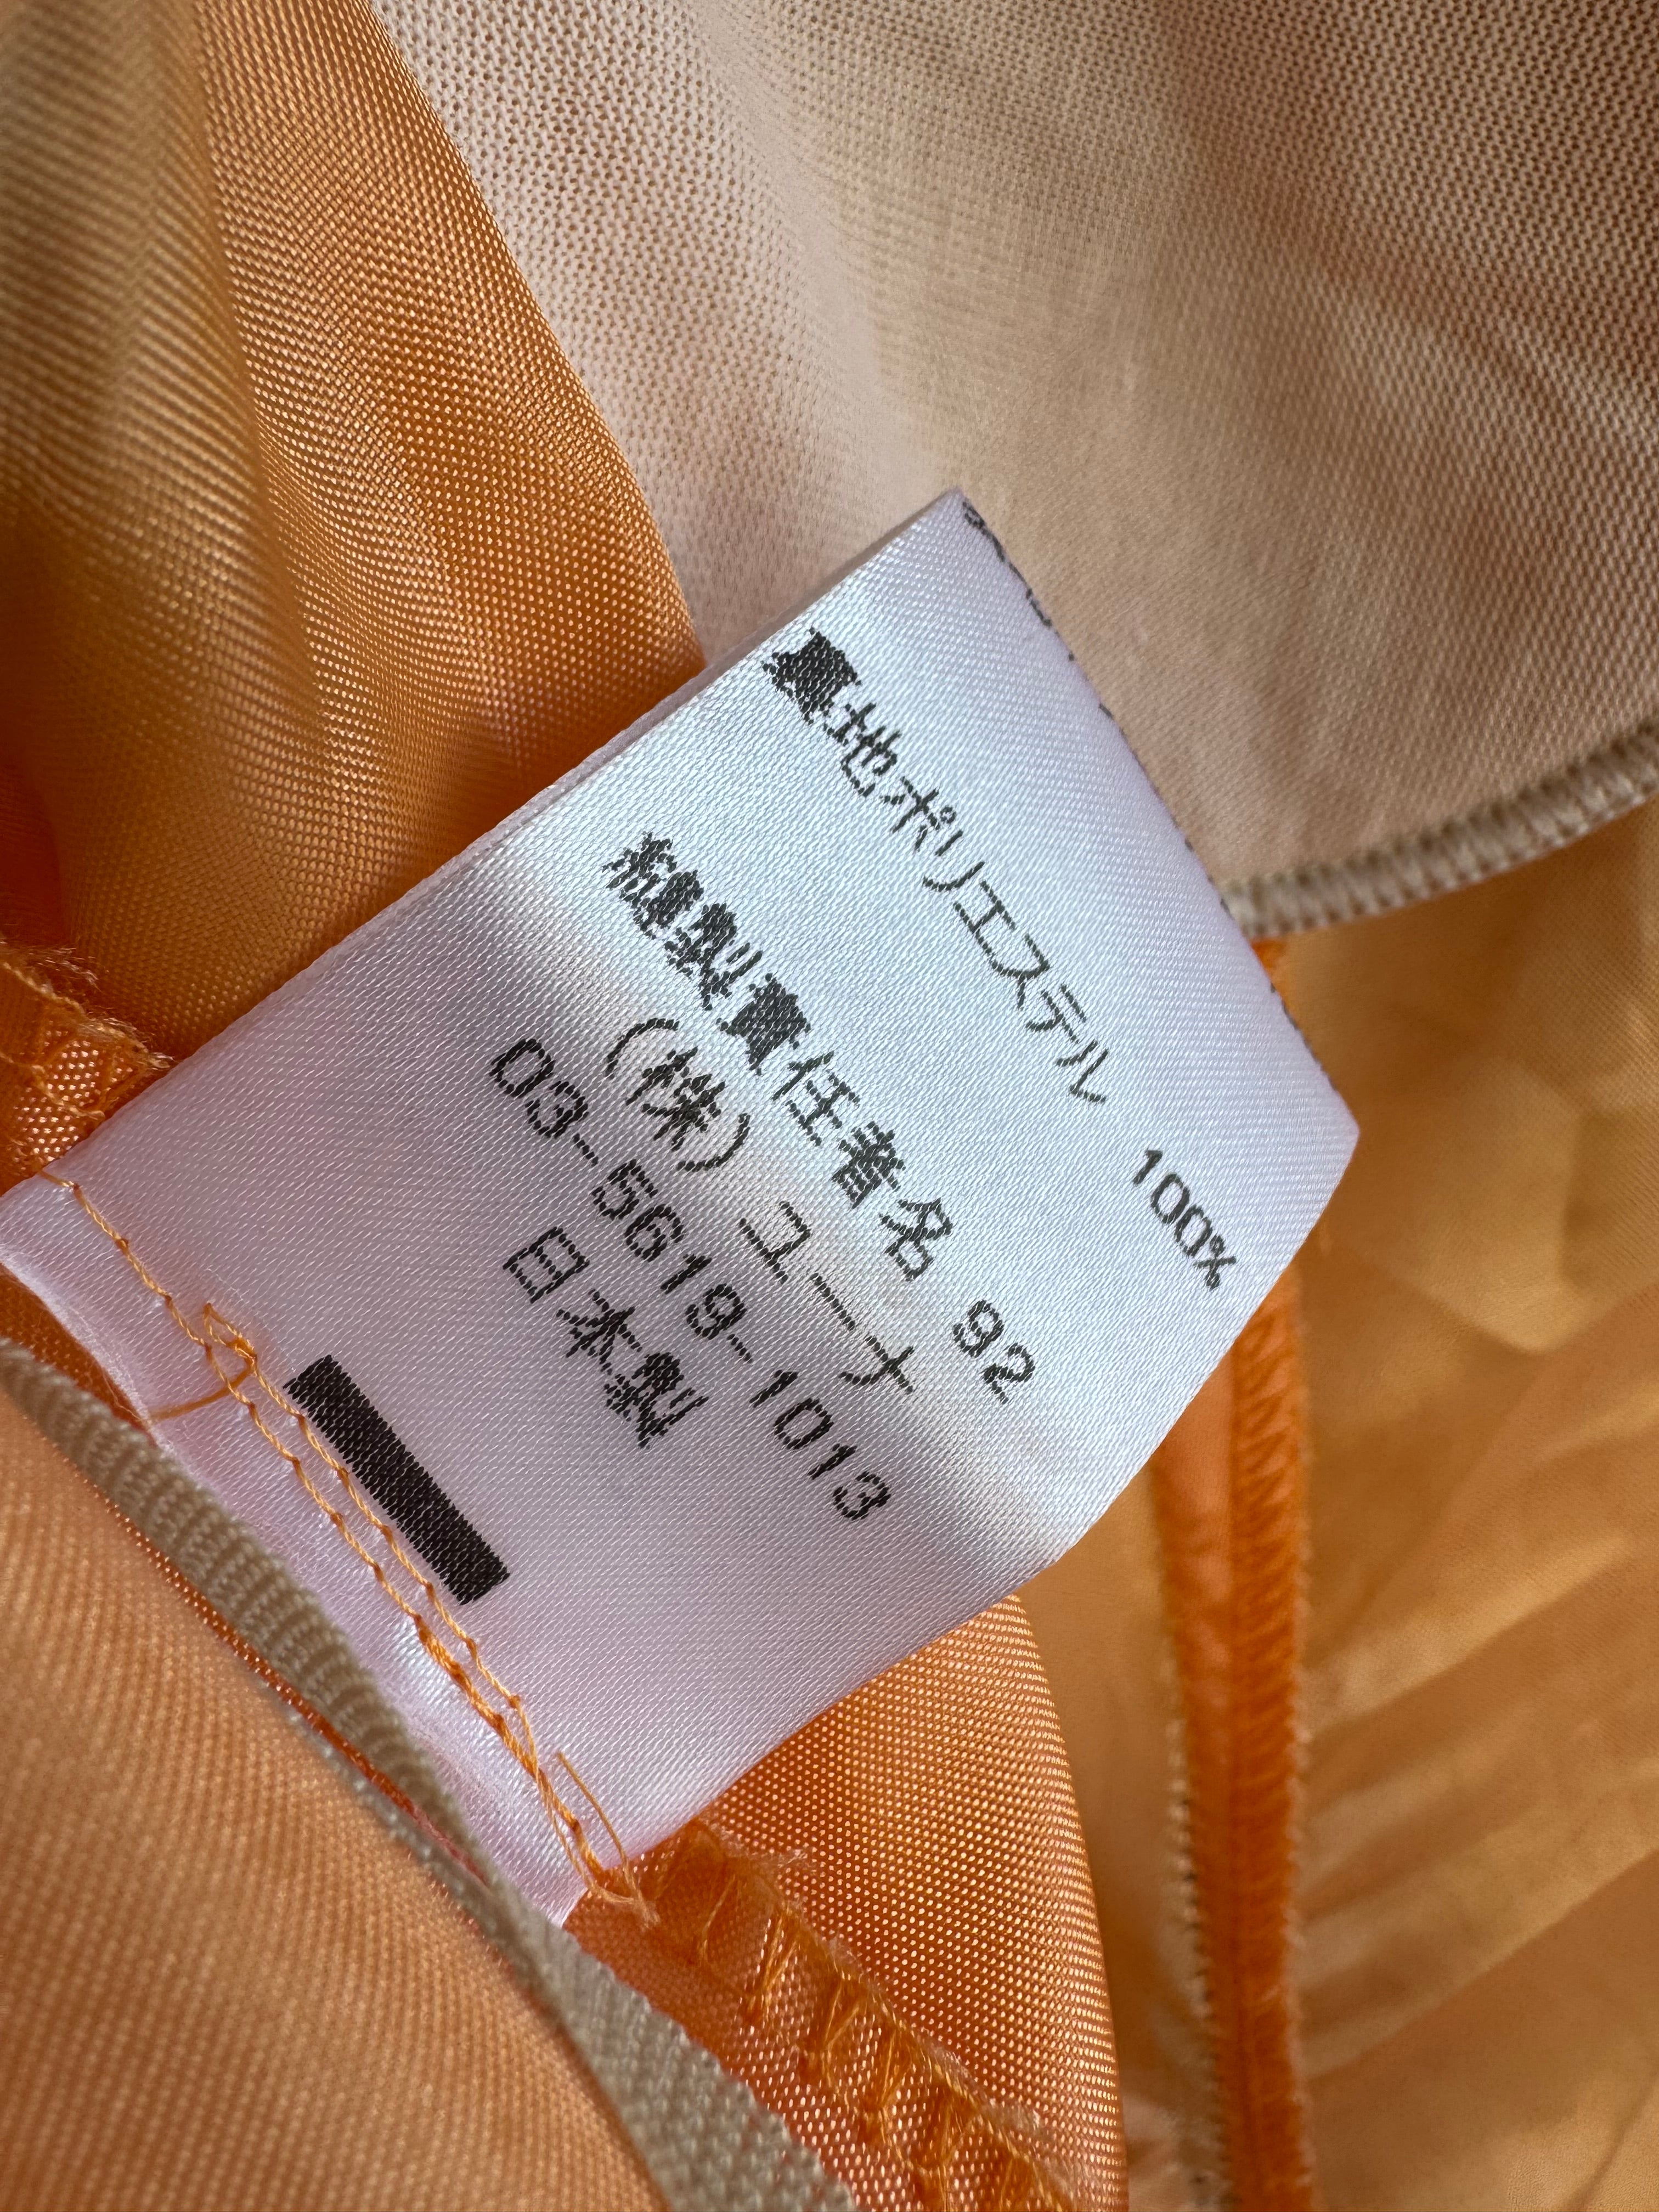 裏地ポリエステル 100%
縫製責任者名 92
(株)ユーナ
03-5619-1013
日本製